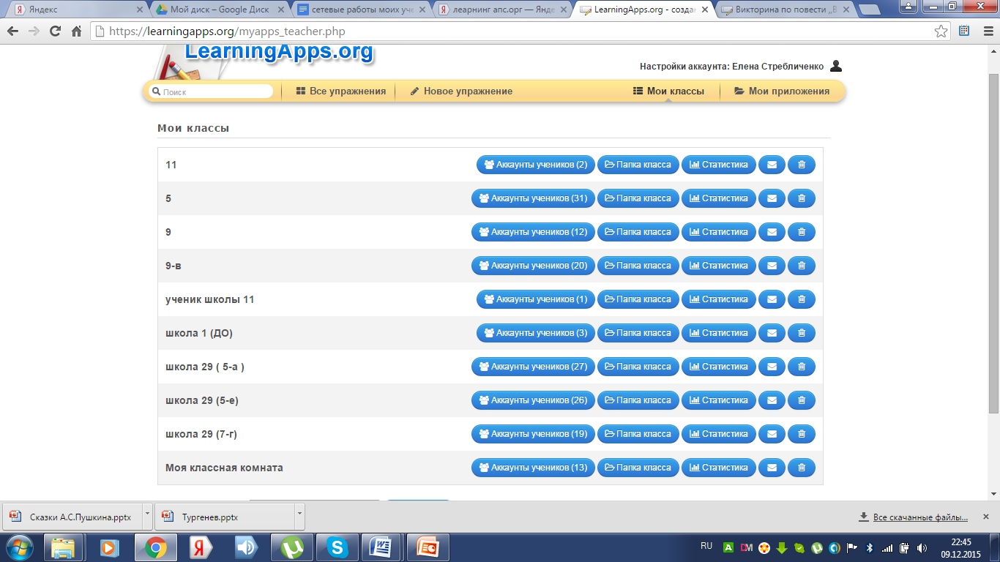 Яндекс
Мой диск – Google Диск
сетевые работы моих уче
леарнинг апс.орг — Янде
LearningApps.org - создан
Викторина по повести „В
https://learningapps.org/myapps_teacher.php
LearningApps.org
Настройки аккаунта: Елена Стребличенко
Поиск
Все упражнения
Новое упражнение
Мои классы
Мои приложения
Мои классы
11 Аккаунты учеников (2) Папка класса Статистика
5 Аккаунты учеников (31) Папка класса Статистика
9 Аккаунты учеников (12) Папка класса Статистика
9-в Аккаунты учеников (20) Папка класса Статистика
ученик школы 11 Аккаунты учеников (1) Папка класса Статистика
школа 1 (ДО) Аккаунты учеников (3) Папка класса Статистика
школа 29 ( 5-а ) Аккаунты учеников (27) Папка класса Статистика
школа 29 (5-е) Аккаунты учеников (26) Папка класса Статистика
школа 29 (7-г) Аккаунты учеников (19) Папка класса Статистика
Моя классная комната Аккаунты учеников (13) Папка класса Статистика
Сказки А.С.Пушкина.pptx
Тургенев.pptx
Все скачанные файлы...
RU
22:45
09.12.2015